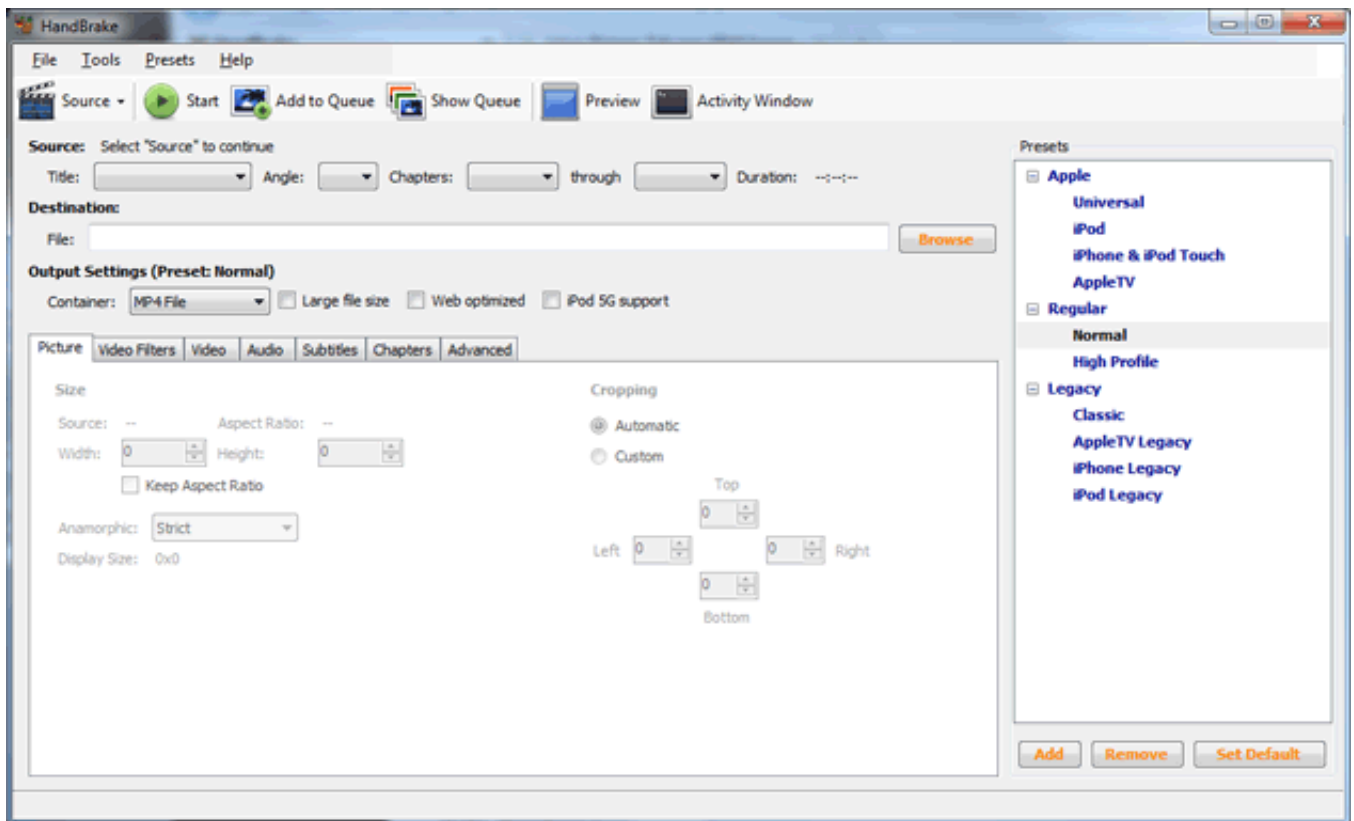 HandBrake
File Tools Presets Help
Source Start Add to Queue Show Queue Preview Activity Window
Source: Select "Source" to continue
Title: Angle: Chapters: through Duration: --:--:--
Destination:
File: Browse
Output Settings (Preset: Normal)
Container: MP4 File Large file size Web optimized iPod 5G support
Picture Video Filters Video Audio Subtitles Chapters Advanced
Size
Source: -- Aspect Ratio: --
Width: 0 Height: 0
Keep Aspect Ratio
Anamorphic: Strict
Display Size: 0x0
Cropping
Automatic
Custom
Top
0
Left 0 0 Right
0
Bottom
Presets
Apple
Universal
iPod
iPhone & iPod Touch
AppleTV
Regular
Normal
High Profile
Legacy
Classic
AppleTV Legacy
iPhone Legacy
iPod Legacy
Add Remove Set Default